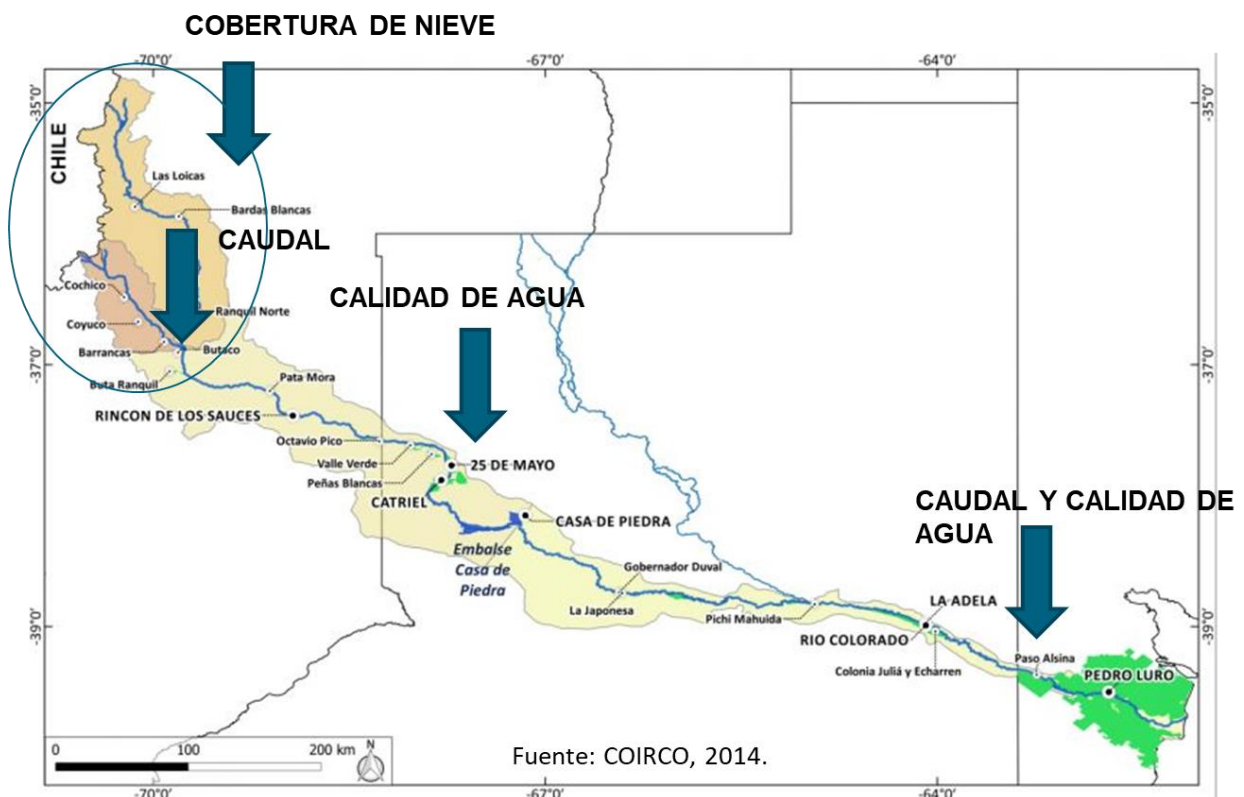 COBERTURA DE NIEVE
-70°0'
-67°0'
-64°0'
-35°0'
-35°0'
CHILE
Las Loicas
Bardas Blancas
CAUDAL
Cochico
CALIDAD DE AGUA
Ranquil Norte
Coyuco
Barrancas
Butaco
-37°0'
-37°0'
Buta Ranquil
Pata Mora
RINCON DE LOS SAUCES
Octavio Pico
Valle Verde
25 DE MAYO
Peñas Blancas
CATRIEL
CAUDAL Y CALIDAD DE
AGUA
CASA DE PIEDRA
Embalse
Casa de
Piedra
Gobernador Duval
La Japonesa
LA ADELA
Pichi Mahuida
-39°0'
-39°0'
RIO COLORADO
Paso Alsina
Colonia Juliá y Echarren
PEDRO LURO
0 100 200 km
N
Fuente: COIRCO, 2014.
-70°0'
-67°0'
-64°0'